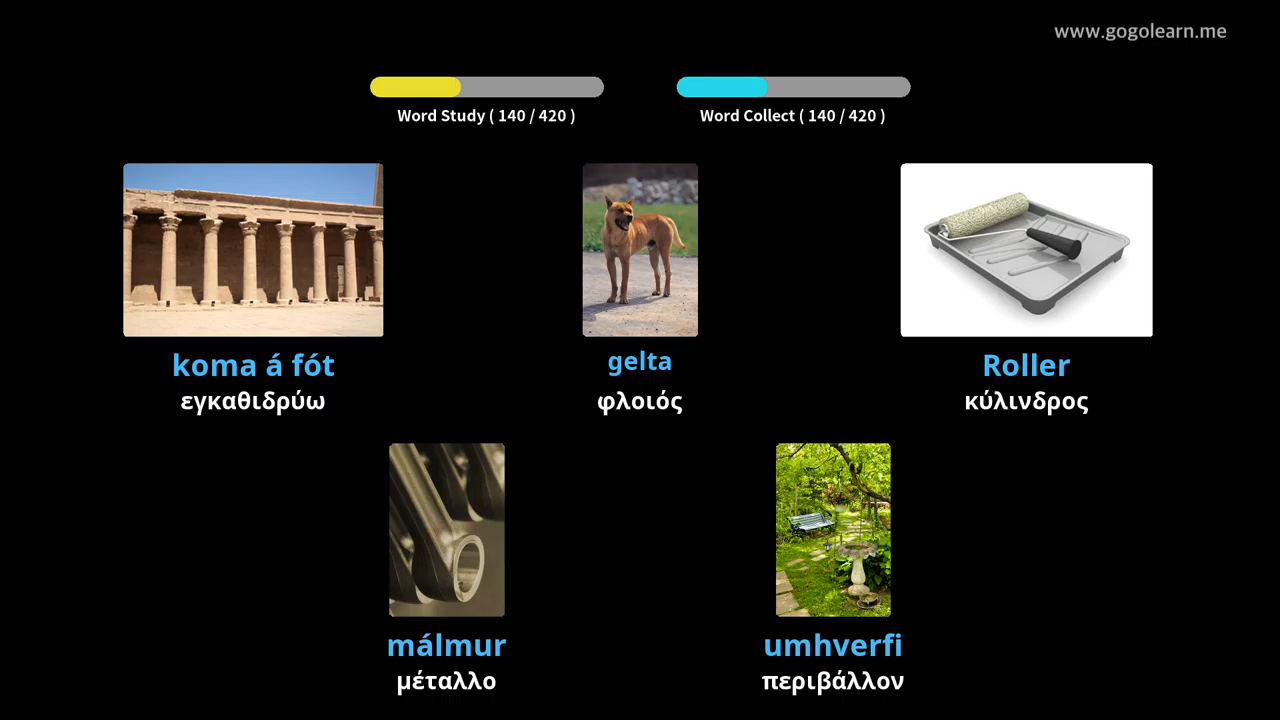 www.gogolearn.me
Word Study ( 140 / 420 )
Word Collect ( 140 / 420 )
koma á fót
εγκαθιδρύω
gelta
φλοιός
Roller
κύλινδρος
málmur
μέταλλο
umhverfi
περιβάλλον